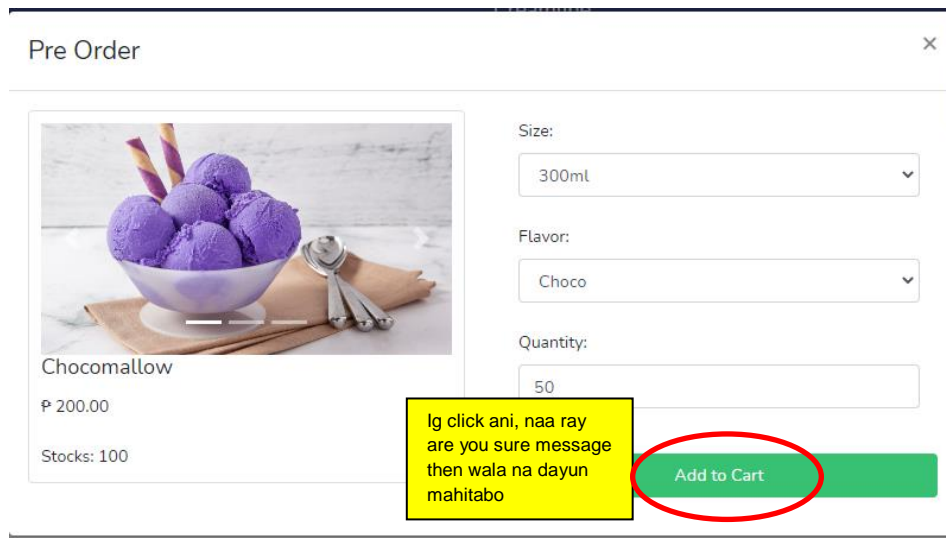 Pre Order
×
Size:
300ml
Flavor:
Choco
Quantity:
50
Chocomallow
₱ 200.00
Stocks: 100
Ig click ani, naa ray
are you sure message
then wala na dayun
mahitabo
Add to Cart